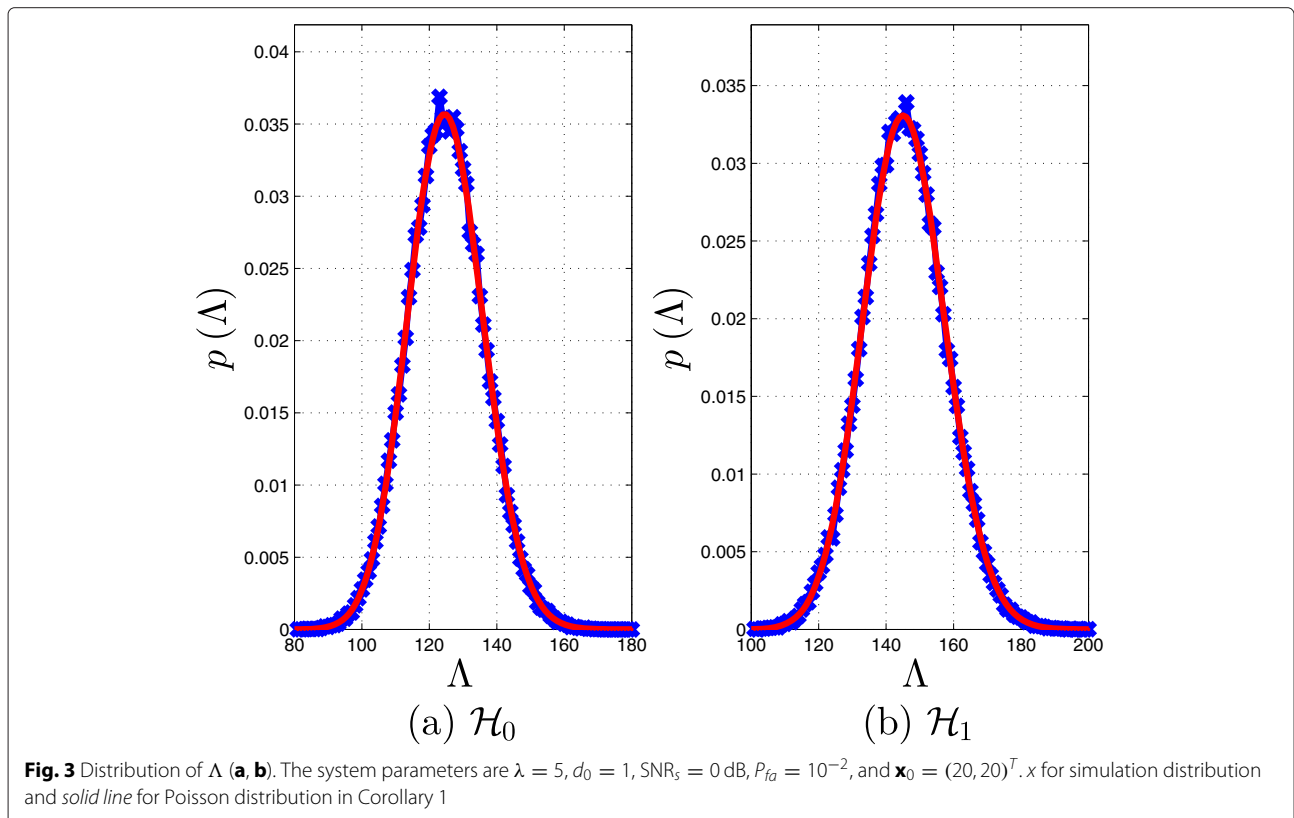 0.04
0.035
0.03
0.025
0.02
0.015
0.01
0.005
0
80 100 120 140 160 180
p (Λ)
Λ
(a) ℋ₀
0.035
0.03
0.025
0.02
0.015
0.01
0.005
0
100 120 140 160 180 200
p (Λ)
Λ
(b) ℋ₁
Fig. 3 Distribution of Λ (a, b). The system parameters are λ = 5, d₀ = 1, SNRₛ = 0 dB, P_fa = 10⁻², and x₀ = (20, 20)ᵀ. x for simulation distribution
and solid line for Poisson distribution in Corollary 1